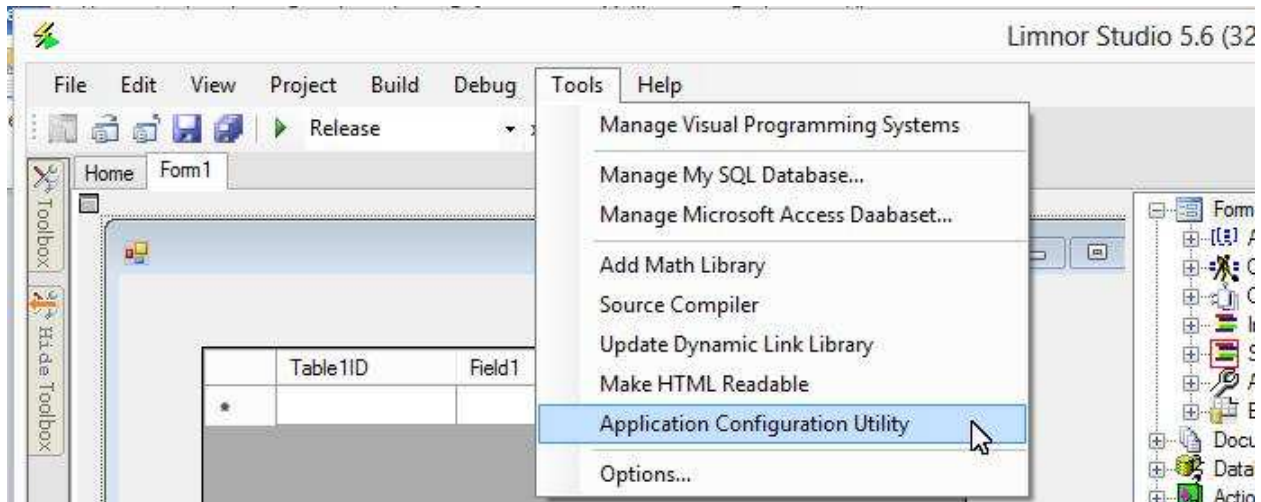 Limnor Studio 5.6 (32
File Edit View Project Build Debug Tools Help
Release
Manage Visual Programming Systems
Home Form1
Manage My SQL Database...
Manage Microsoft Access Daabaset...
Toolbox
Hide Toolbox
Add Math Library
Source Compiler
Update Dynamic Link Library
Make HTML Readable
Application Configuration Utility
Options...
Table1ID Field1
Form
A
C
C
I
S
A
E
Docu
Data
Actio